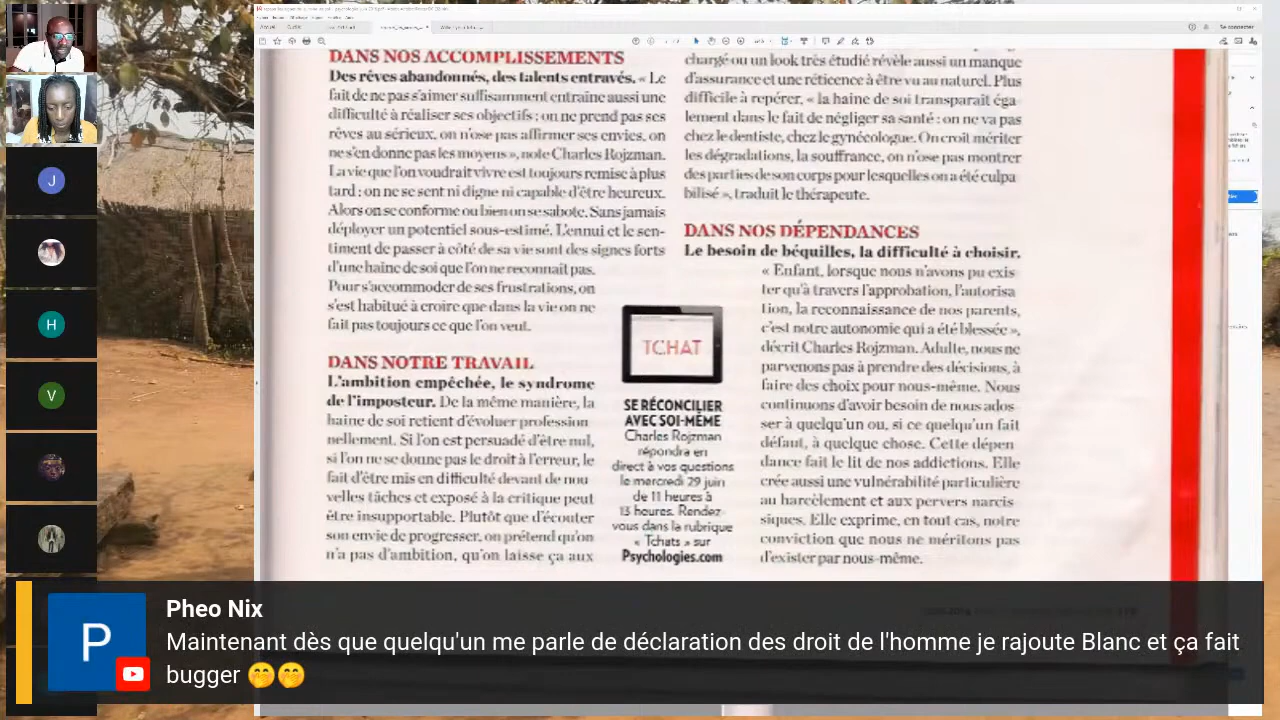 DANS NOS ACCOMPLISSEMENTS
Des rêves abandonnés, des talents entravés. « Le
fait de ne pas s'aimer suffisamment entraîne aussi une
difficulté à réaliser ses objectifs ; on ne prend pas ses
rêves au sérieux, on n'ose pas affirmer ses envies, on
ne s'en donne pas les moyens », note Charles Rojzman.
La vie que l'on voudrait vivre est toujours remise à plus
tard ; on ne se sent ni digne ni capable d'être heureux.
Alors on se conforme ou bien on se sabote. Sans jamais
déployer un potentiel sous-estimé. L'ennui et le sen-
timent de passer à côté de sa vie sont des signes forts
d'une haine de soi que l'on ne reconnaît pas.
Pour s'accommoder de ses frustrations, on
s'est habitué à croire que dans la vie on ne
fait pas toujours ce que l'on veut.
DANS NOTRE TRAVAIL
L'ambition empêchée, le syndrome
de l'imposteur. De la même manière, la
haine de soi retient d'évoluer profession
nellement. Si l'on est persuadé d'être nul,
si l'on ne se donne pas le droit à l'erreur, le
fait d'être mis en difficulté devant de nou
velles tâches et exposé à la critique peut
être insupportable. Plutôt que d'écouter
son envie de progresser, on prétend qu'on
n'a pas d'ambition, qu'on laisse ça aux
TCHAT
SE RÉCONCILIER
AVEC SOI-MÊME
Charles Rojzman
répondra en
direct à vos questions
le mercredi 29 juin
de 11 heures à
13 heures. Rendez
vous dans la rubrique
« Tchats » sur
Psychologies.com
chargé ou un look très étudié révèle aussi un manque
d'assurance et une réticence à être vu au naturel. Plus
difficile à repérer, « la haine de soi transparaît éga-
lement dans le fait de négliger sa santé : on ne va pas
chez le dentiste, chez le gynécologue. On croit mériter
les dégradations, la souffrance, on n'ose pas montrer
des parties de son corps pour lesquelles on a été culpa
bilisé », traduit le thérapeute.
DANS NOS DÉPENDANCES
Le besoin de béquilles, la difficulté à choisir.
« Enfant, lorsque nous n'avons pu exis
ter qu'à travers l'approbation, l'autorisa
tion, la reconnaissance de nos parents,
c'est notre autonomie qui a été blessée »,
décrit Charles Rojzman. Adulte, nous ne
parvenons pas à prendre des décisions, à
faire des choix pour nous-même. Nous
continuons d'avoir besoin de nous ados-
ser à quelqu'un ou, si ce quelqu'un fait
défaut, à quelque chose. Cette dépen-
dance fait le lit de nos addictions. Elle
crée aussi une vulnérabilité particulière
au harcèlement et aux pervers narcis-
siques. Elle exprime, en tout cas, notre
conviction que nous ne méritons pas
d'exister par nous-même.
J
H
V
P
Pheo Nix
Maintenant dès que quelqu'un me parle de déclaration des droit de l'homme je rajoute Blanc et ça fait
bugger 🤭🤭